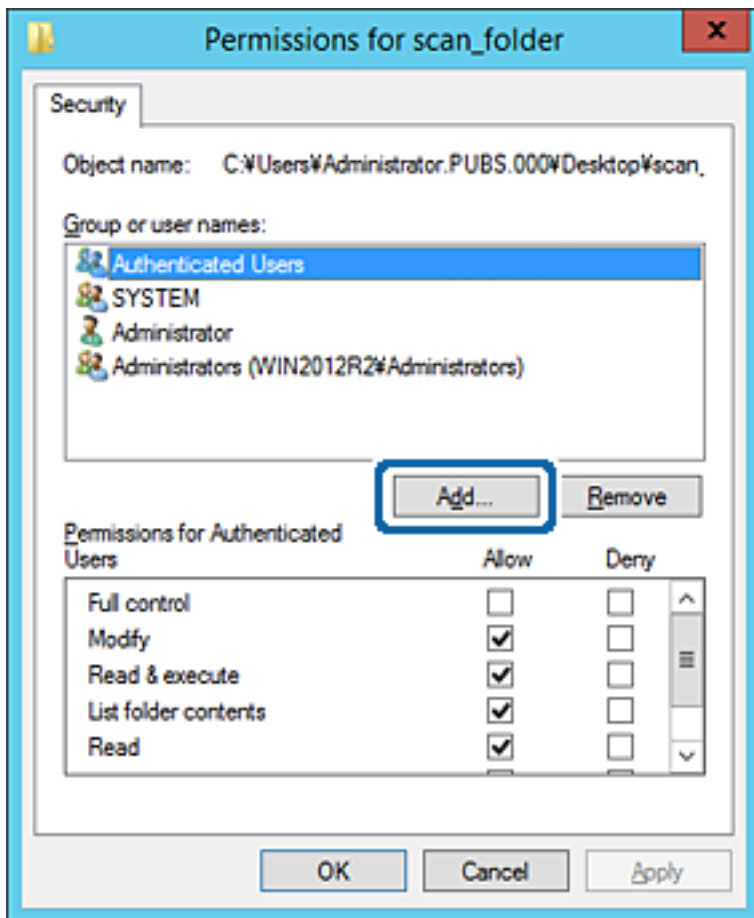 Permissions for scan_folder
Security
Object name: C:¥Users¥Administrator.PUBS.000¥Desktop¥scan_
Group or user names:
Authenticated Users
SYSTEM
Administrator
Administrators (WIN2012R2¥Administrators)
Add... Remove
Permissions for Authenticated
Users Allow Deny
Full control
Modify
Read & execute
List folder contents
Read
OK Cancel Apply